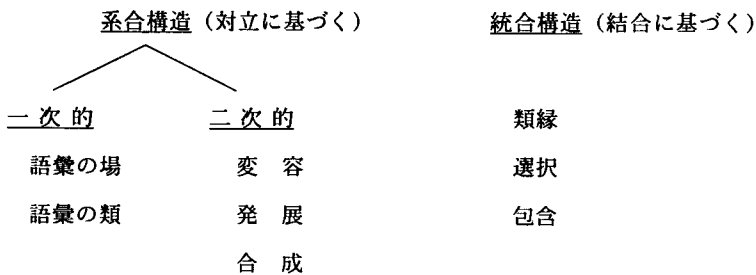 系合構造（対立に基づく） 統合構造（結合に基づく）
一次的 二次的 類縁
語彙の場 変容 選択
語彙の類 発展 包含
合成